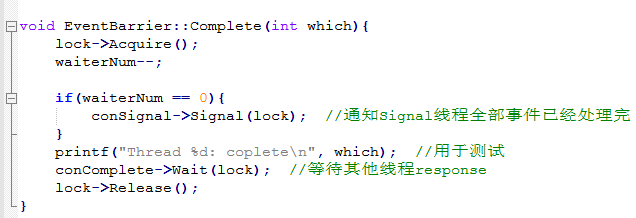 void EventBarrier::Complete(int which){
lock->Acquire();
waiterNum--;
if(waiterNum == 0){
conSignal->Signal(lock);  //通知Signal线程全部事件已经处理完
}
printf("Thread %d: coplete\n", which);  //用于测试
conComplete->Wait(lock);  //等待其他线程response
lock->Release();
}